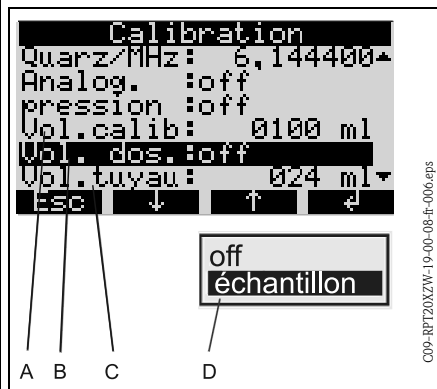 Calibration
Quarz/MHz: 6,144400
Analog. :off
pression :off
Vol.calib: 0100 ml
Vol. dos.:off
Vol.tuyau: 024 ml
Esc ↓ ↑ ↲
off
échantillon
A B C D
C09-RPT20XZW-19-00-08-fr-006.eps